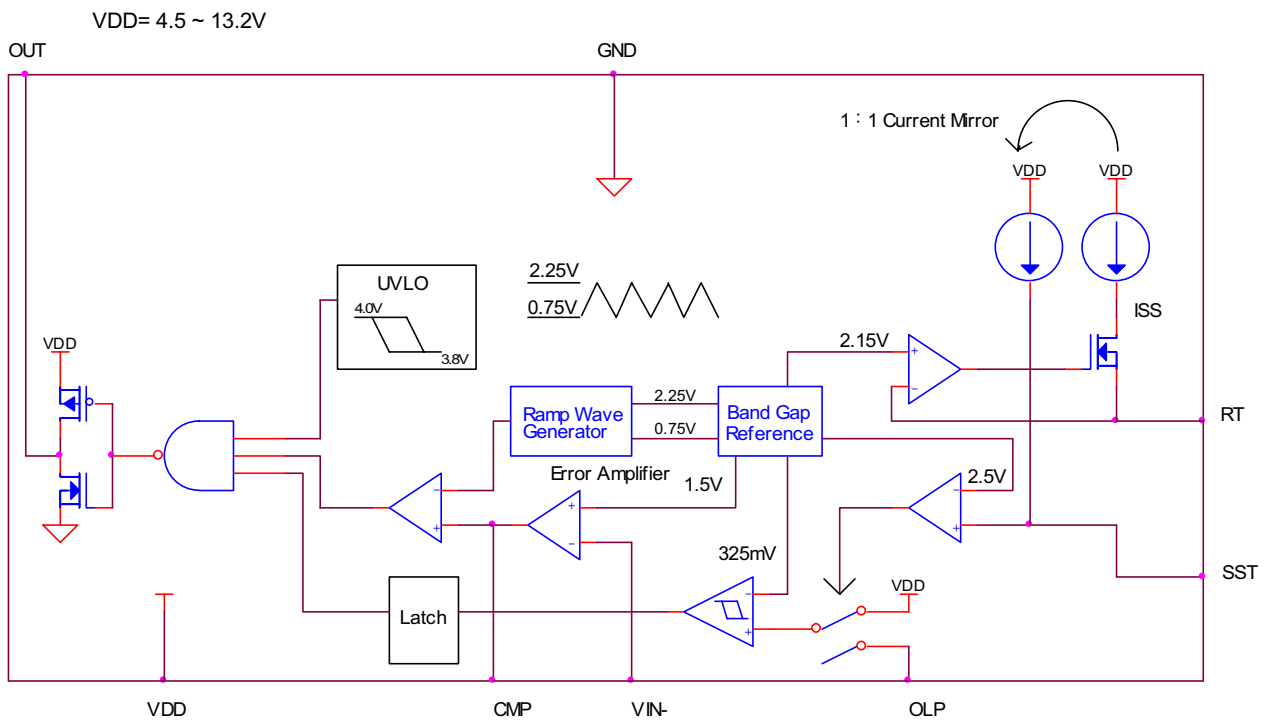 VDD= 4.5 ~ 13.2V
OUT
GND
1：1 Current Mirror
VDD
VDD
UVLO
4.0V
3.8V
2.25V
0.75V
ISS
VDD
2.15V
Ramp Wave
Generator
2.25V
0.75V
Band Gap
Reference
RT
Error Amplifier
1.5V
2.5V
325mV
SST
VDD
Latch
VDD
CMP
VIN-
OLP